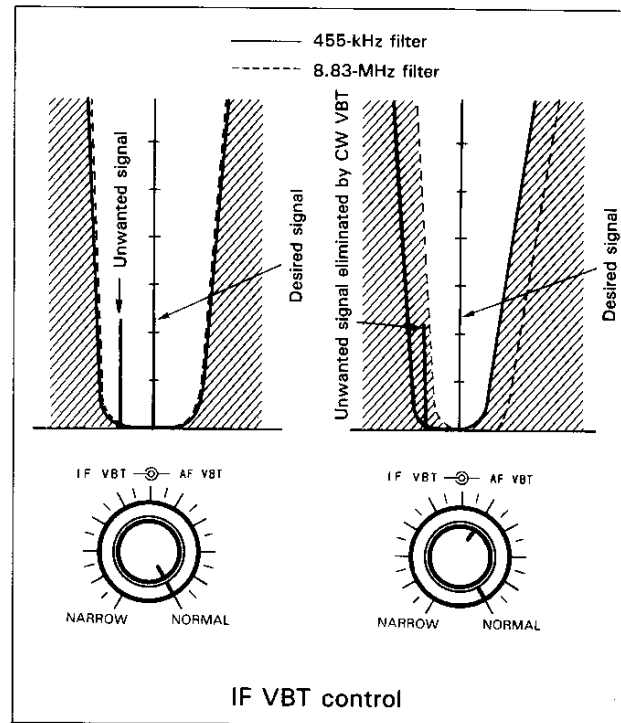 455-kHz filter
8.83-MHz filter
Unwanted signal
Desired signal
Unwanted signal eliminated by CW VBT
Desired signal
IF VBT
AF VBT
NARROW
NORMAL
IF VBT
AF VBT
NARROW
NORMAL
IF VBT control